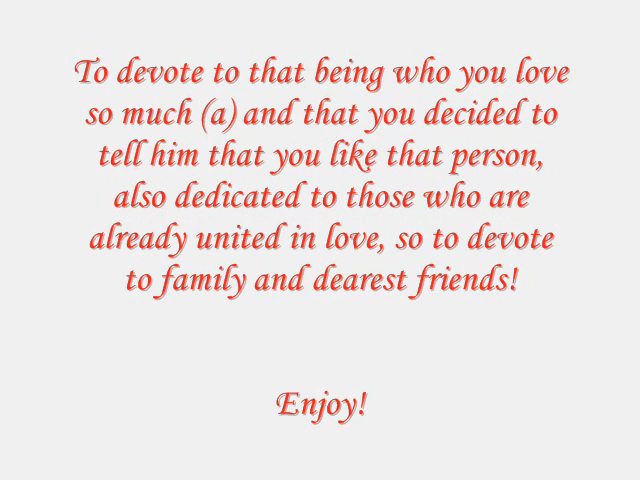 To devote to that being who you love
so much (a) and that you decided to
tell him that you like that person,
also dedicated to those who are
already united in love, so to devote
to family and dearest friends!
Enjoy!